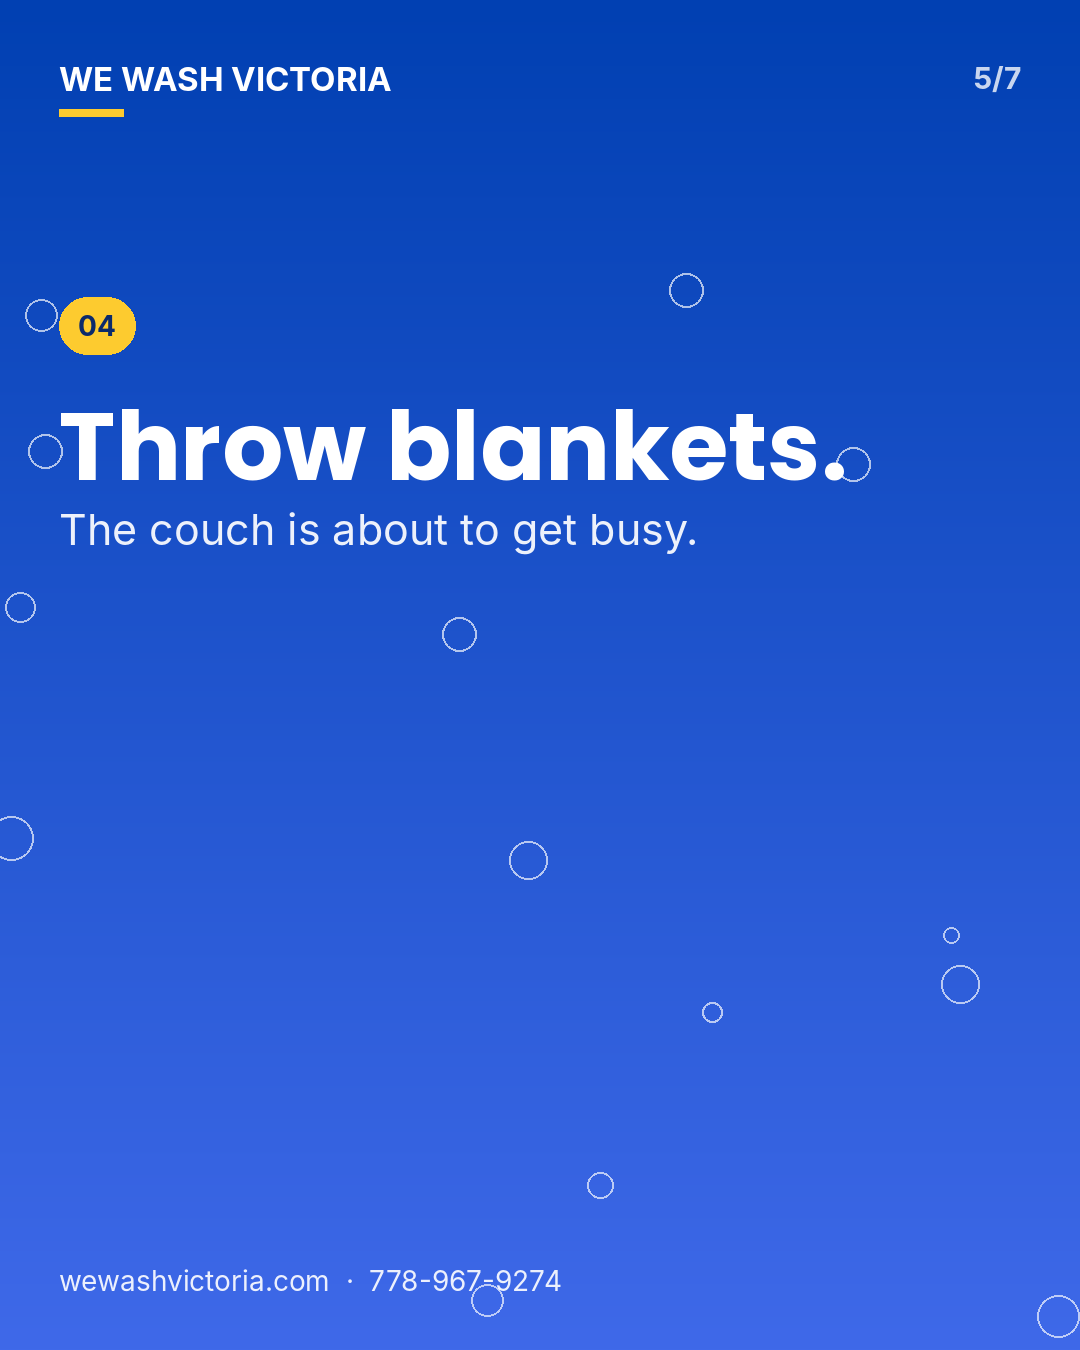 WE WASH VICTORIA
5/7
04
Throw blankets.
The couch is about to get busy.
wewashvictoria.com · 778-967-9274